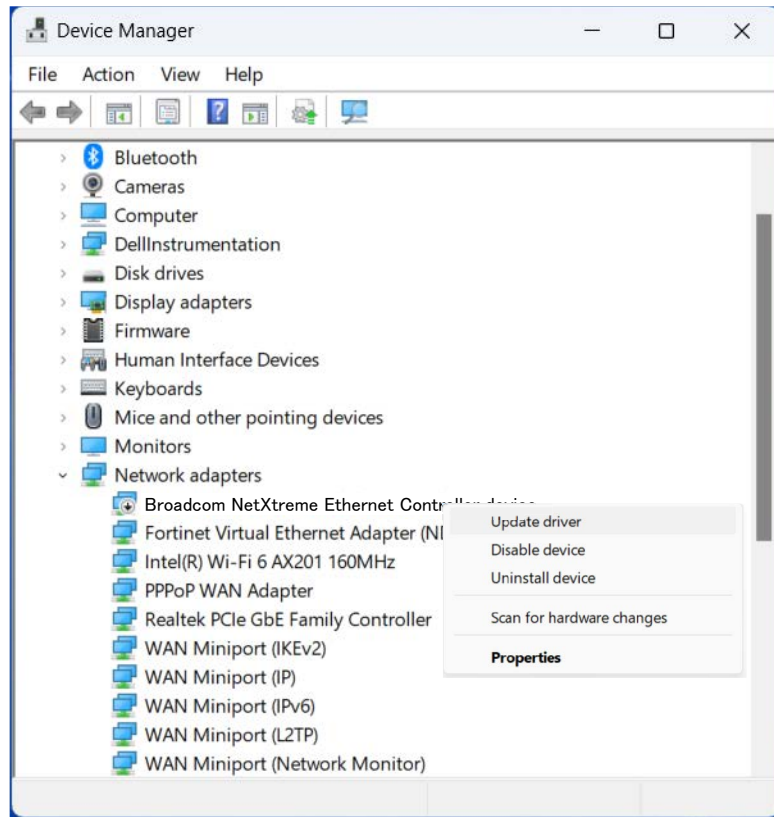 Device Manager
File Action View Help
Bluetooth
Cameras
Computer
DellInstrumentation
Disk drives
Display adapters
Firmware
Human Interface Devices
Keyboards
Mice and other pointing devices
Monitors
Network adapters
Broadcom NetXtreme Ethernet Controller device
Fortinet Virtual Ethernet Adapter
Intel(R) Wi-Fi 6 AX201 160MHz
PPPoP WAN Adapter
Realtek PCIe GbE Family Controller
WAN Miniport (IKEv2)
WAN Miniport (IP)
WAN Miniport (IPv6)
WAN Miniport (L2TP)
WAN Miniport (Network Monitor)
Update driver
Disable device
Uninstall device
Scan for hardware changes
Properties